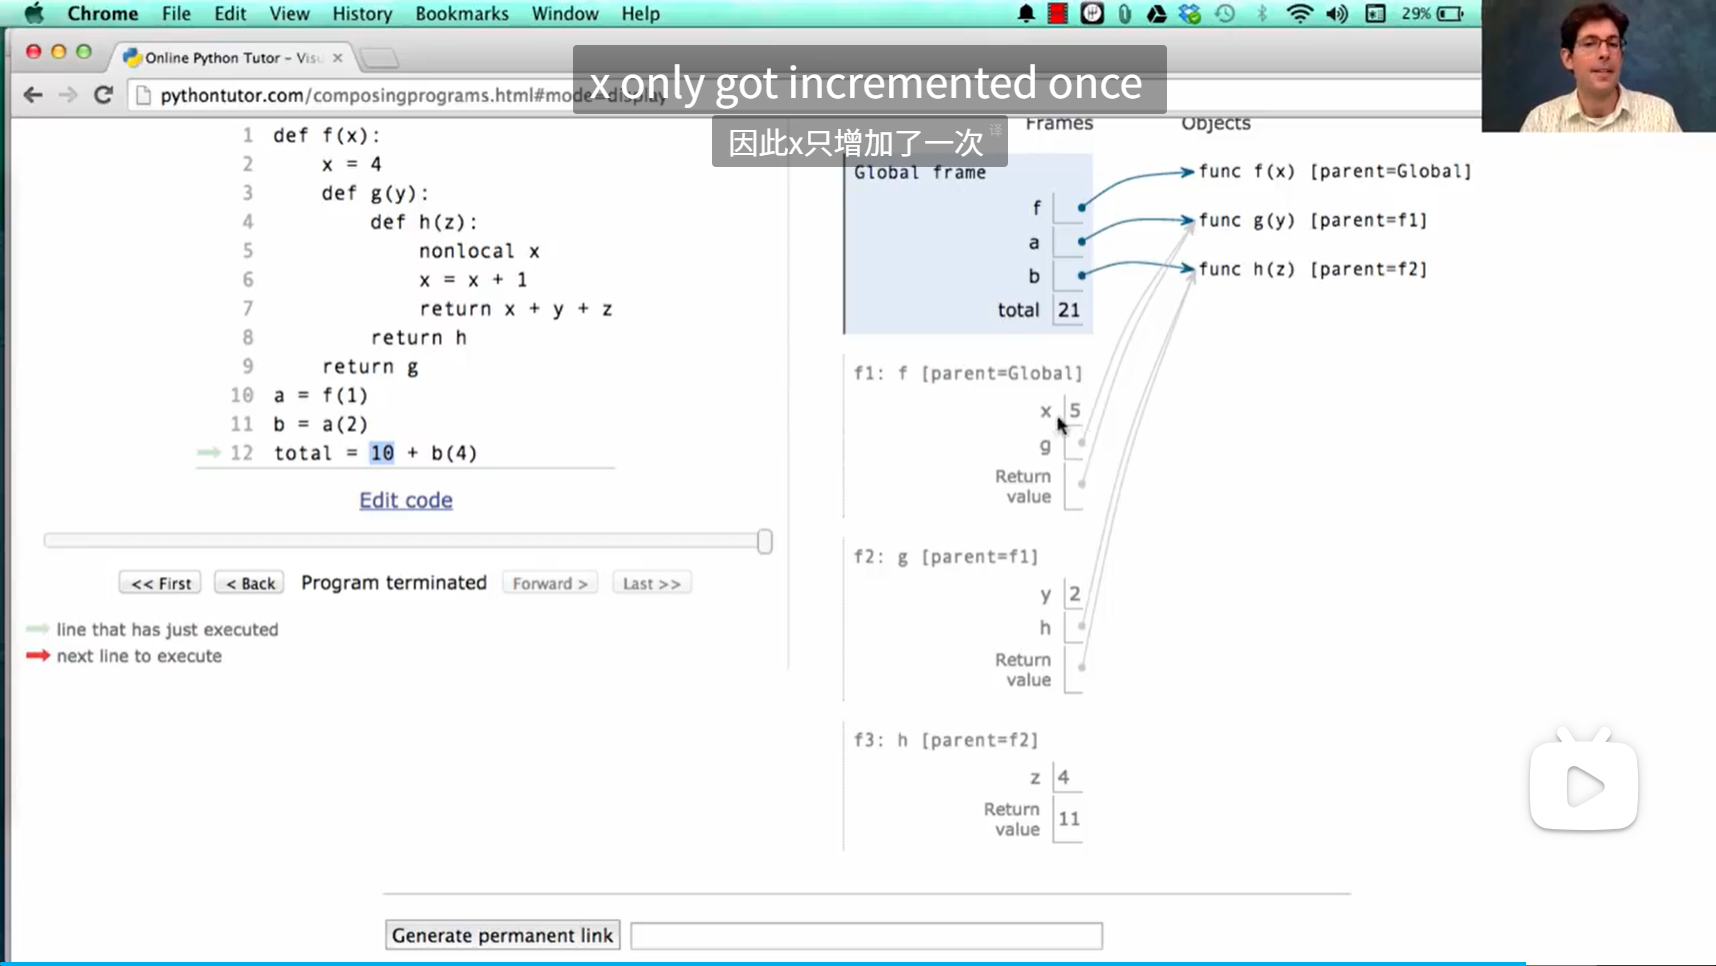 Chrome File Edit View History Bookmarks Window Help 29%
Online Python Tutor - Visu
x only got incremented once
pythontutor.com/composingprograms.html#mode=display
因此x只增加了一次 译
Frames Objects
1 def f(x):
2 x = 4
3 def g(y):
4 def h(z):
5 nonlocal x
6 x = x + 1
7 return x + y + z
8 return h
9 return g
10 a = f(1)
11 b = a(2)
12 total = 10 + b(4)
Edit code
<< First < Back Program terminated Forward > Last >>
line that has just executed
next line to execute
Global frame
f
a
b
total 21
func f(x) [parent=Global]
func g(y) [parent=f1]
func h(z) [parent=f2]
f1: f [parent=Global]
x 5
g
Return
value
f2: g [parent=f1]
y 2
h
Return
value
f3: h [parent=f2]
z 4
Return
value 11
Generate permanent link